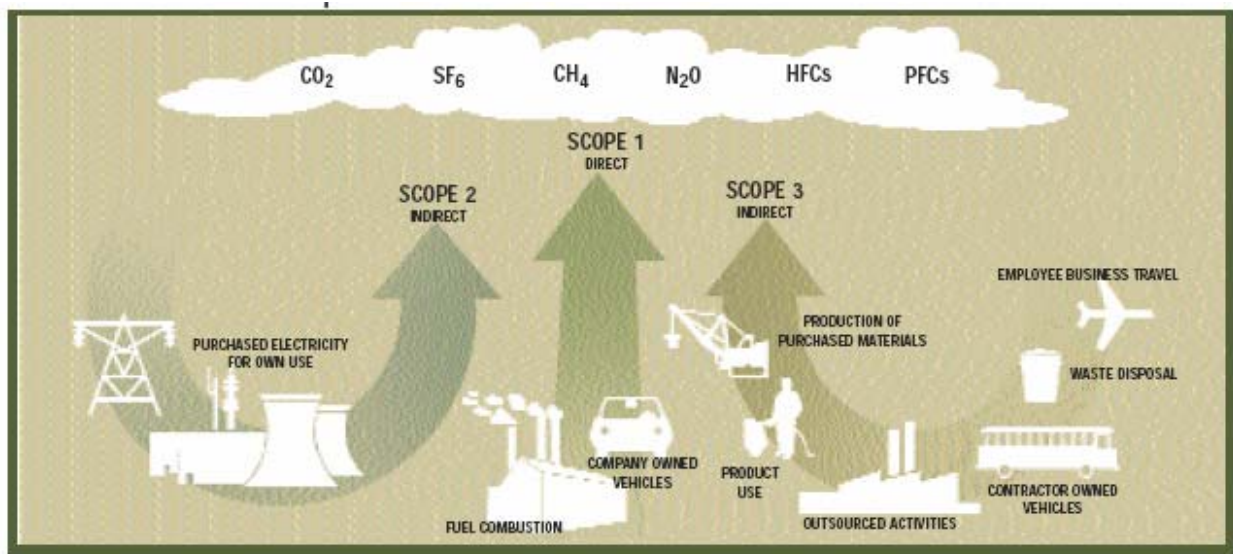 CO₂ SF₆ CH₄ N₂O HFCs PFCs
SCOPE 1
DIRECT
SCOPE 2
INDIRECT
SCOPE 3
INDIRECT
EMPLOYEE BUSINESS TRAVEL
PURCHASED ELECTRICITY
FOR OWN USE
PRODUCTION OF
PURCHASED MATERIALS
WASTE DISPOSAL
COMPANY OWNED
VEHICLES
PRODUCT
USE
CONTRACTOR OWNED
VEHICLES
FUEL COMBUSTION
OUTSOURCED ACTIVITIES